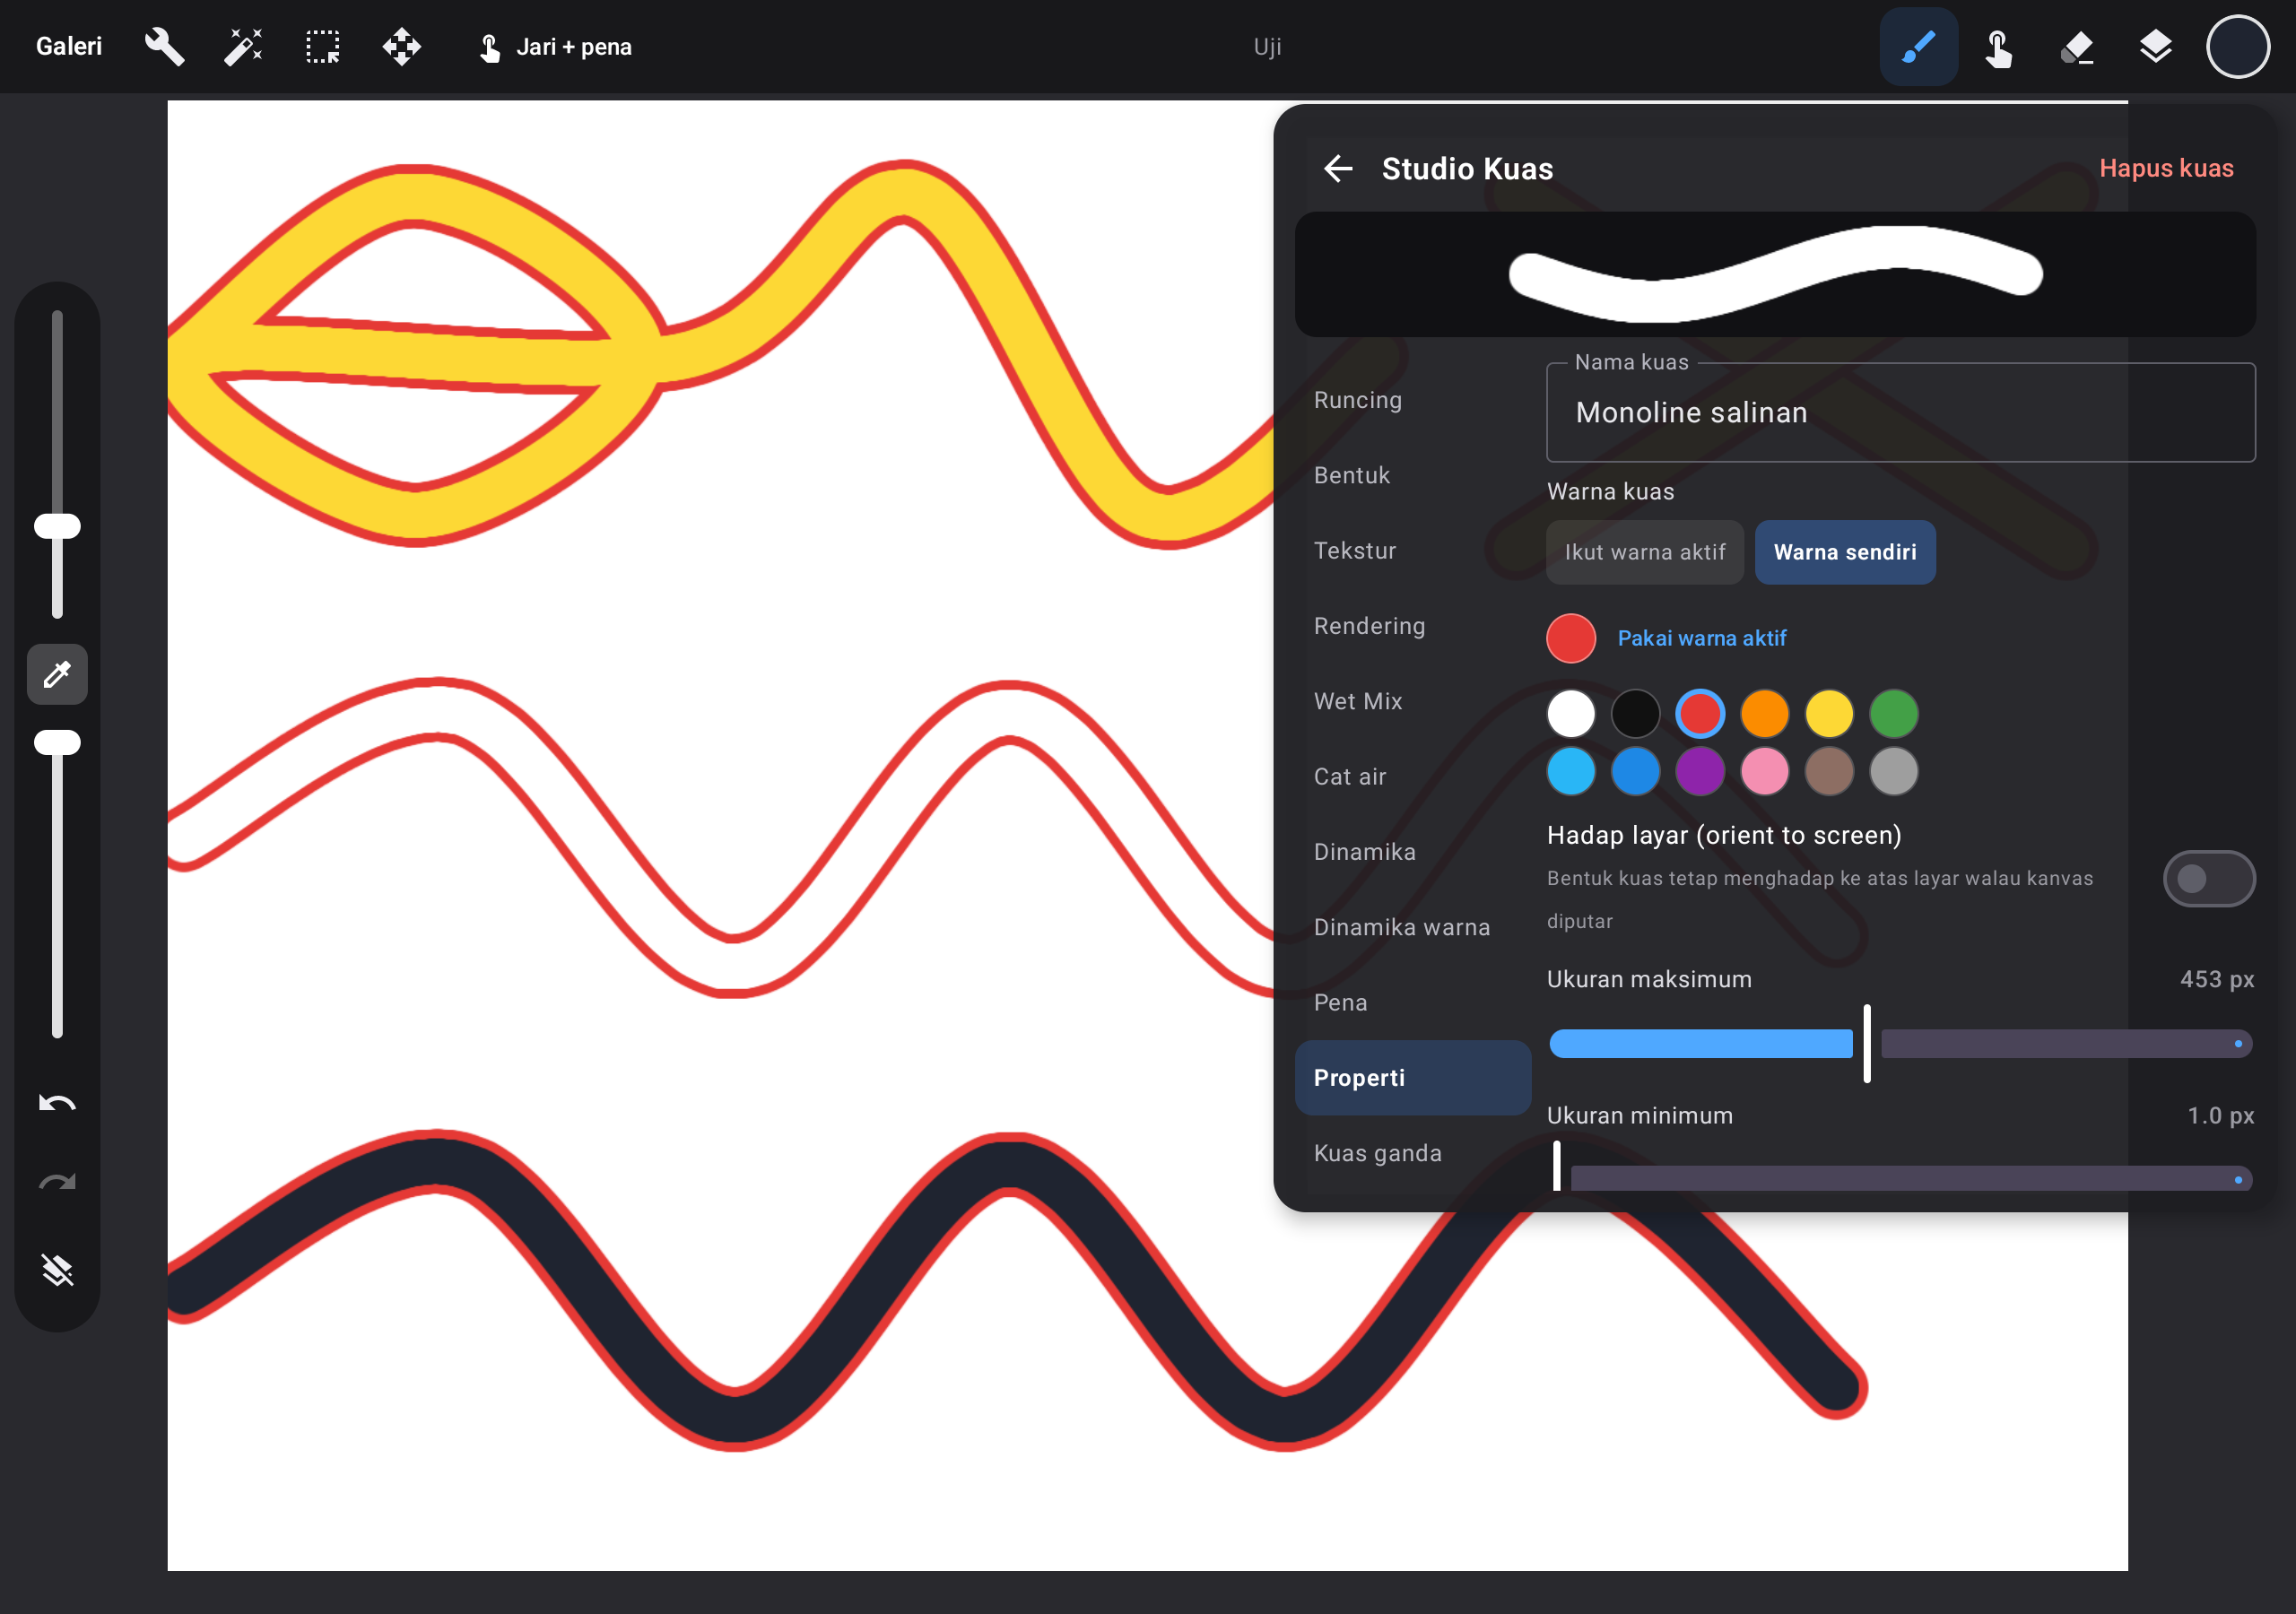 Galeri
Jari + pena
Uji
Studio Kuas
Hapus kuas
Runcing
Bentuk
Tekstur
Rendering
Wet Mix
Cat air
Dinamika
Dinamika warna
Pena
Properti
Kuas ganda
Nama kuas
Monoline salinan
Warna kuas
Ikut warna aktif
Warna sendiri
Pakai warna aktif
Hadap layar (orient to screen)
Bentuk kuas tetap menghadap ke atas layar walau kanvas
diputar
Ukuran maksimum
453 px
Ukuran minimum
1.0 px